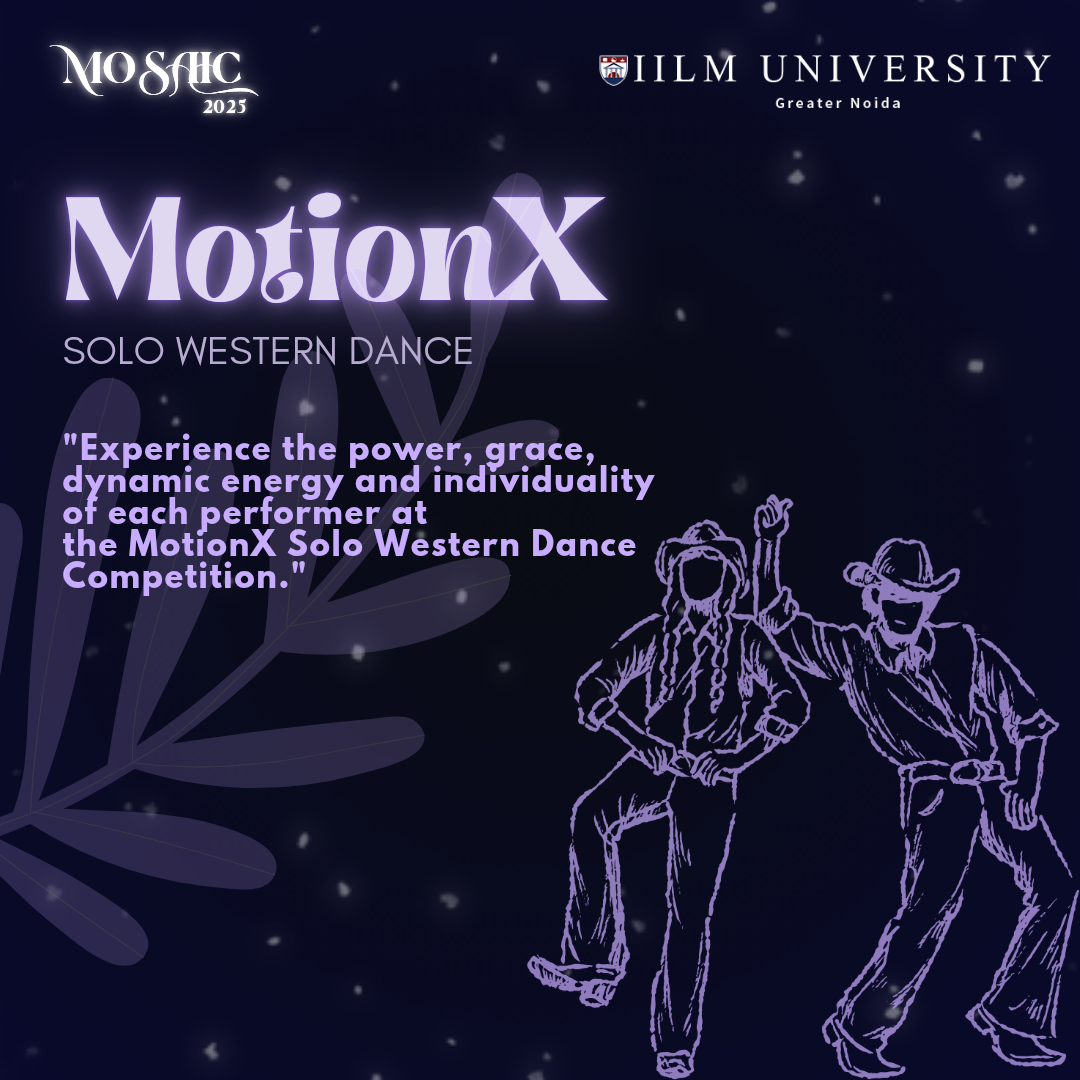 MOSAIC
2025
IILM UNIVERSITY
Greater Noida
MotionX
SOLO WESTERN DANCE
"Experience the power, grace,
dynamic energy and individuality
of each performer at
the MotionX Solo Western Dance
Competition."